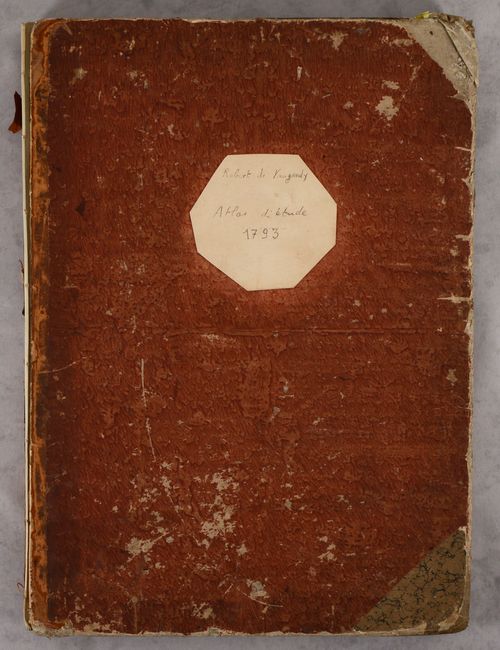 Robert de Vaugondy
Atlas d'étude
1793